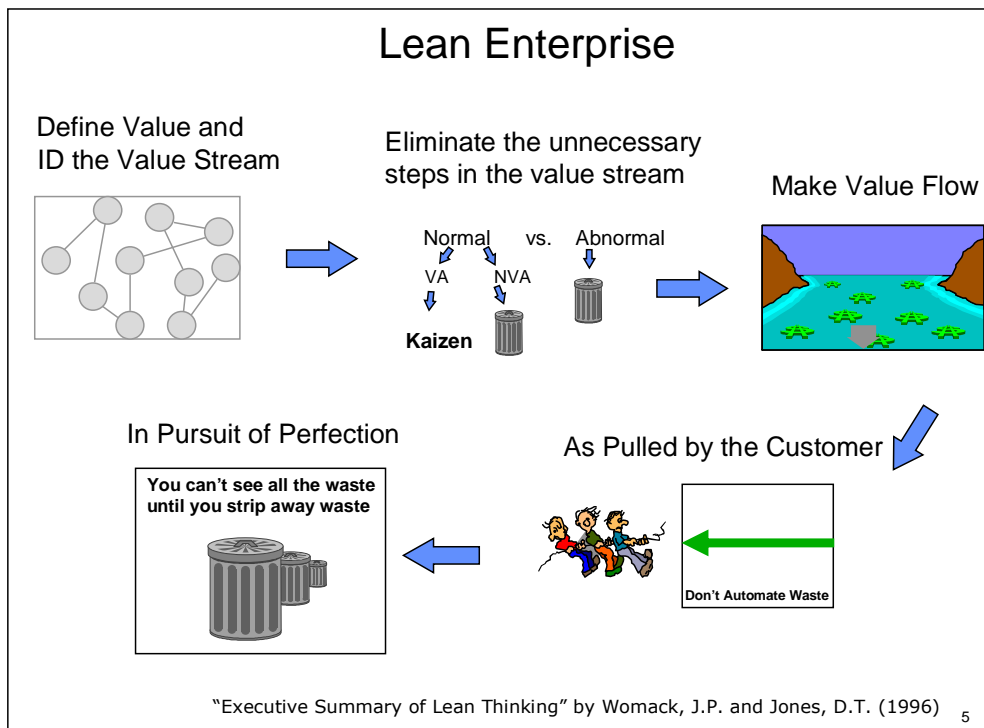 Lean Enterprise
Define Value and
ID the Value Stream
Eliminate the unnecessary
steps in the value stream
Normal vs. Abnormal
VA NVA
Kaizen
Make Value Flow
As Pulled by the Customer
Don't Automate Waste
In Pursuit of Perfection
You can't see all the waste
until you strip away waste
"Executive Summary of Lean Thinking" by Womack, J.P. and Jones, D.T. (1996)
5